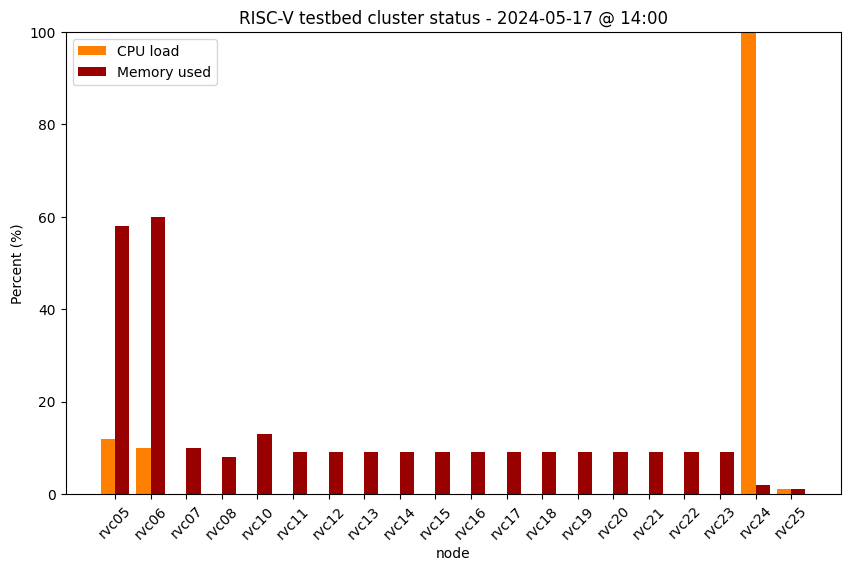 RISC-V testbed cluster status - 2024-05-17 @ 14:00
CPU load
Memory used
Percent (%)
100
80
60
40
20
0
rvc05
rvc06
rvc07
rvc08
rvc10
rvc11
rvc12
rvc13
rvc14
rvc15
rvc16
rvc17
rvc18
rvc19
rvc20
rvc21
rvc22
rvc23
rvc24
rvc25
node